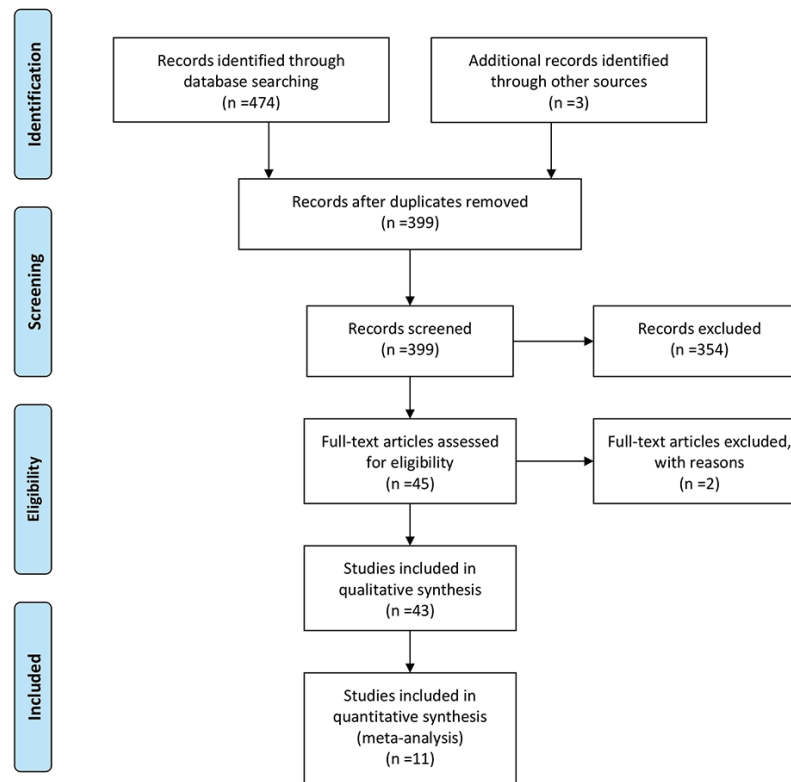 Identification
Records identified through
database searching
(n =474)
Additional records identified
through other sources
(n =3)
Records after duplicates removed
(n =399)
Screening
Records screened
(n =399)
Records excluded
(n =354)
Eligibility
Full-text articles assessed
for eligibility
(n =45)
Full-text articles excluded,
with reasons
(n =2)
Studies included in
qualitative synthesis
(n =43)
Included
Studies included in
quantitative synthesis
(meta-analysis)
(n =11)